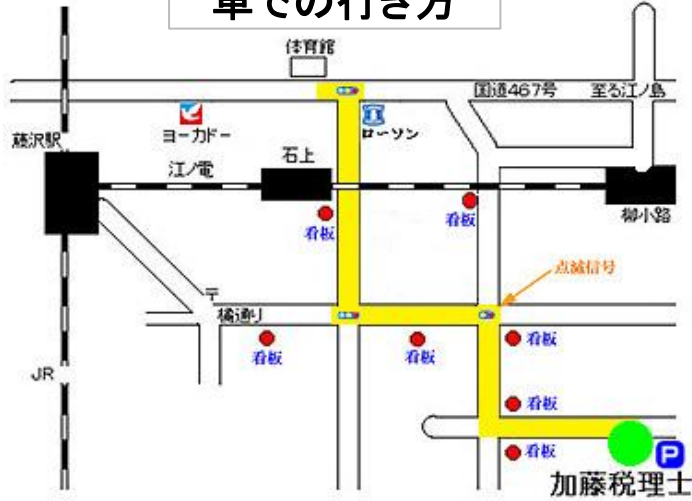 車での行き方
体育館
国道467号
至る江ノ島
ヨーカドー
ローソン
藤沢駅
江ノ電
石上
柳小路
看板
看板
点滅信号
〒
橘通り
看板
看板
看板
JR
看板
看板
P
加藤税理士